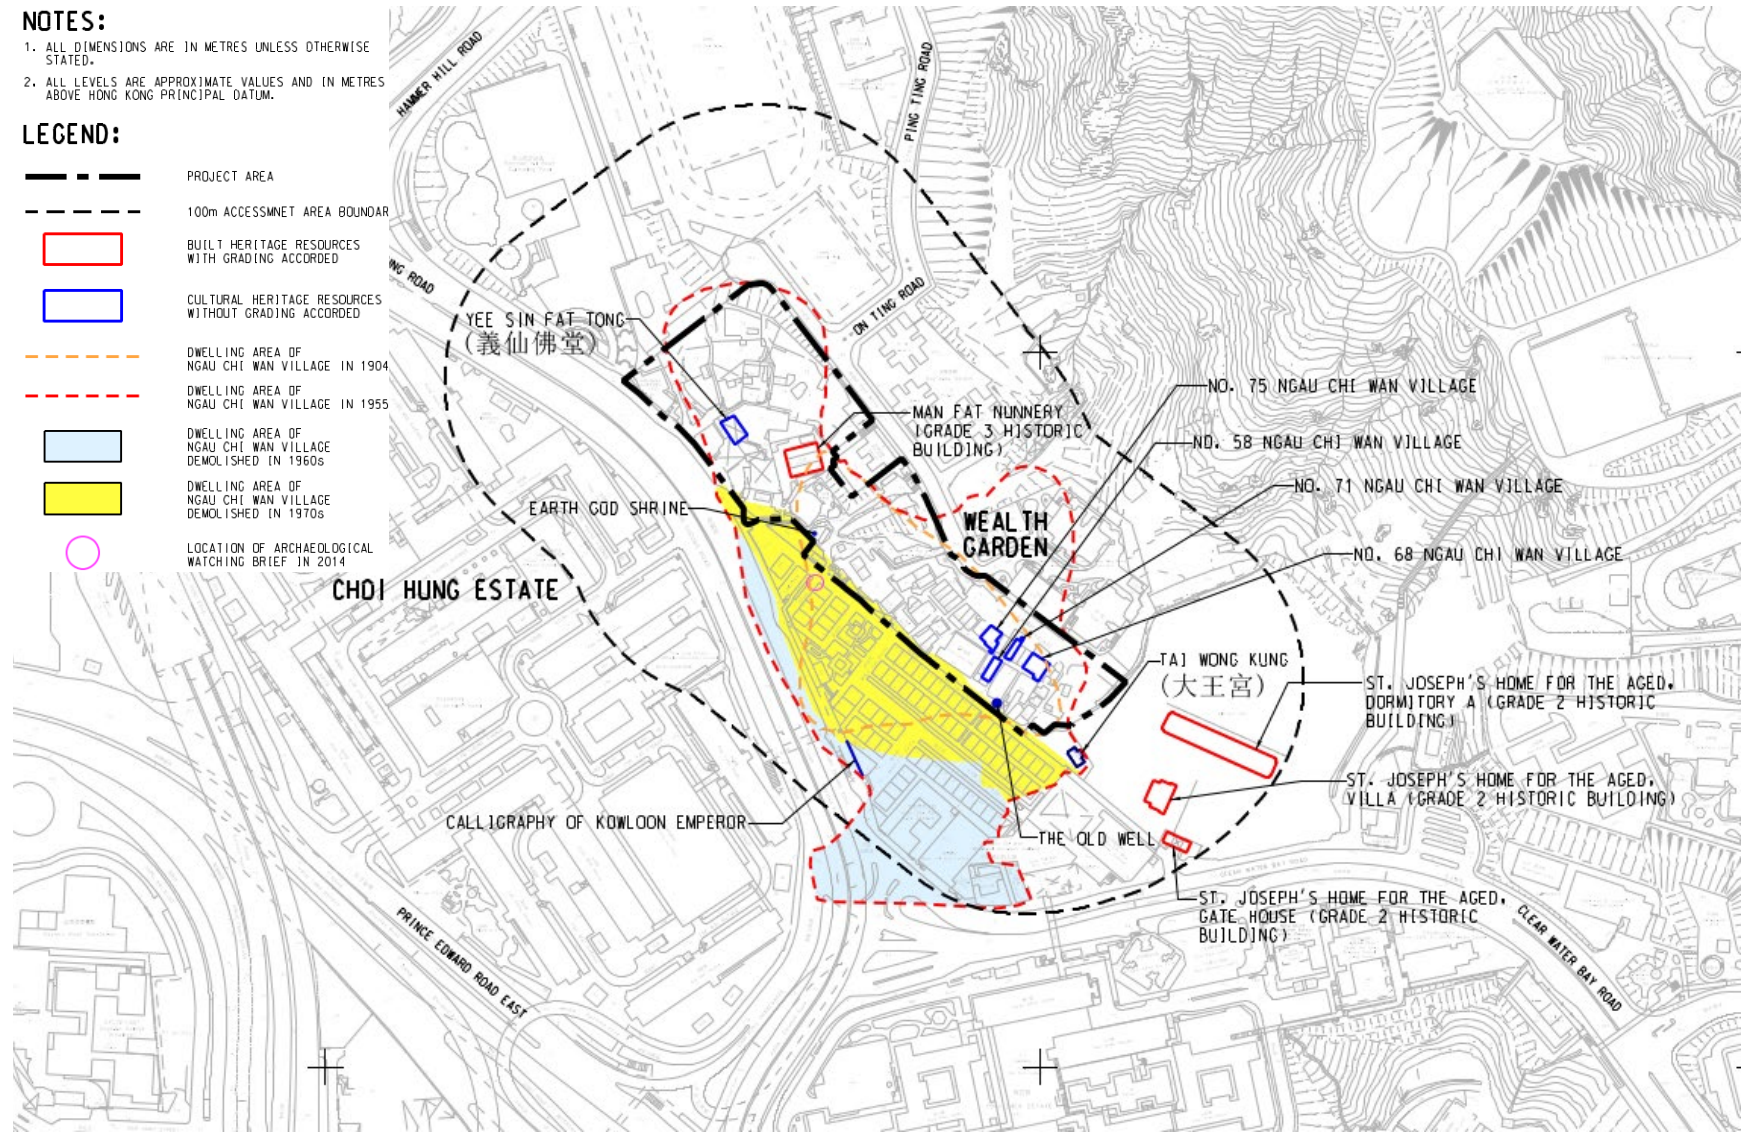 NOTES:
1. ALL DIMENSIONS ARE IN METRES UNLESS OTHERWISE
STATED.
2. ALL LEVELS ARE APPROXIMATE VALUES AND IN METRES
ABOVE HONG KONG PRINCIPAL DATUM.
LEGEND:
PROJECT AREA
100m ACCESSMNET AREA BOUNDAR
BUILT HERITAGE RESOURCES
WITH GRADING ACCORDED
CULTURAL HERITAGE RESOURCES
WITHOUT GRADING ACCORDED
DWELLING AREA OF
NGAU CHI WAN VILLAGE IN 1904
DWELLING AREA OF
NGAU CHI WAN VILLAGE IN 1955
DWELLING AREA OF
NGAU CHI WAN VILLAGE
DEMOLISHED IN 1960s
DWELLING AREA OF
NGAU CHI WAN VILLAGE
DEMOLISHED IN 1970s
LOCATION OF ARCHAEOLOGICAL
WATCHING BRIEF IN 2014
HAMMER HILL ROAD
PING TING ROAD
NG ROAD
ON TING ROAD
YEE SIN FAT TONG
(義仙佛堂)
MAN FAT NUNNERY
(GRADE 3 HISTORIC
BUILDING)
NO. 75 NGAU CHI WAN VILLAGE
NO. 58 NGAU CHI WAN VILLAGE
NO. 71 NGAU CHI WAN VILLAGE
EARTH GOD SHRINE
WEALTH
GARDEN
NO. 68 NGAU CHI WAN VILLAGE
CHOI HUNG ESTATE
TAI WONG KUNG
(大王宮)
ST. JOSEPH'S HOME FOR THE AGED,
DORMITORY A (GRADE 2 HISTORIC
BUILDING)
ST. JOSEPH'S HOME FOR THE AGED,
VILLA (GRADE 2 HISTORIC BUILDING)
CALLIGRAPHY OF KOWLOON EMPEROR
THE OLD WELL
CLEAR WATER BAY ROAD
ST. JOSEPH'S HOME FOR THE AGED,
GATE HOUSE (GRADE 2 HISTORIC
BUILDING)
PRINCE EDWARD ROAD EAST
CLEAR WATER BAY ROAD